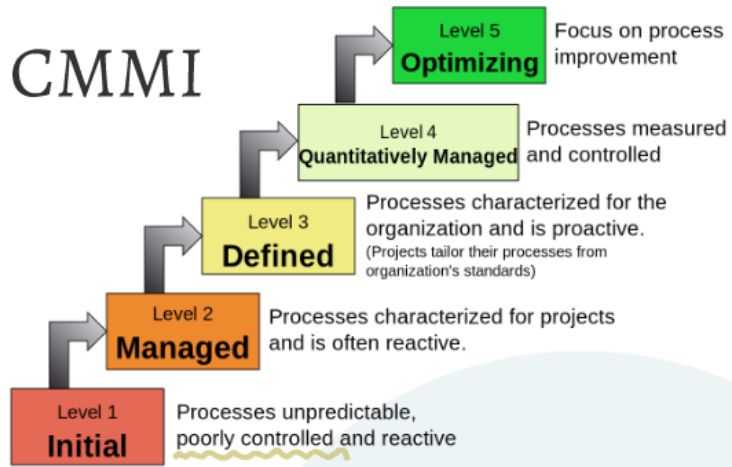 CMMI
Level 5
Optimizing
Focus on process
improvement
Level 4
Quantitatively Managed
Processes measured
and controlled
Level 3
Defined
Processes characterized for the
organization and is proactive.
(Projects tailor their processes from
organization's standards)
Level 2
Managed
Processes characterized for projects
and is often reactive.
Level 1
Initial
Processes unpredictable,
poorly controlled and reactive